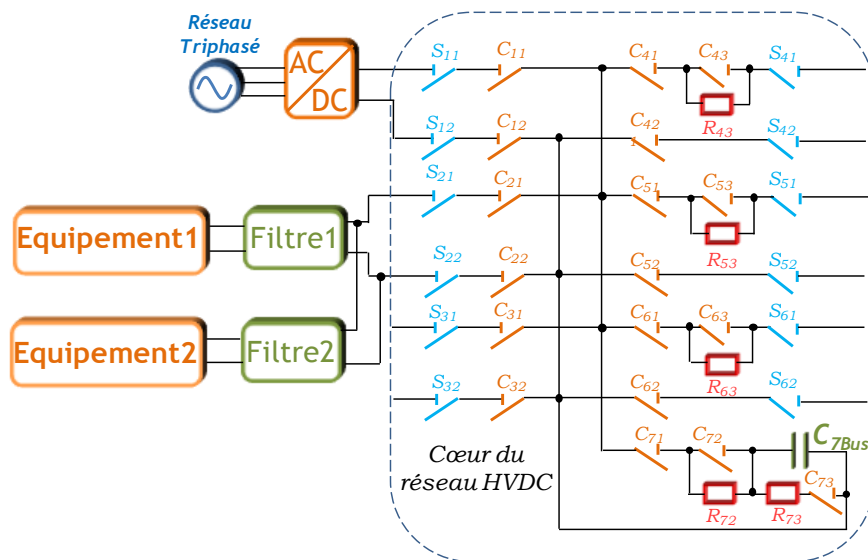 Réseau
Triphasé
AC
DC
S11 C11 C41 C43 S41
R43
S12 C12 C42 S42
S21 C21 C51 C53 S51
R53
Equipement1 Filtre1
S22 C22 C52 S52
S31 C31 C61 C63 S61
R63
Equipement2 Filtre2
S32 C32 C62 S62
C71 C72 C7Bus
Cœur du
réseau HVDC
C73
R72 R73